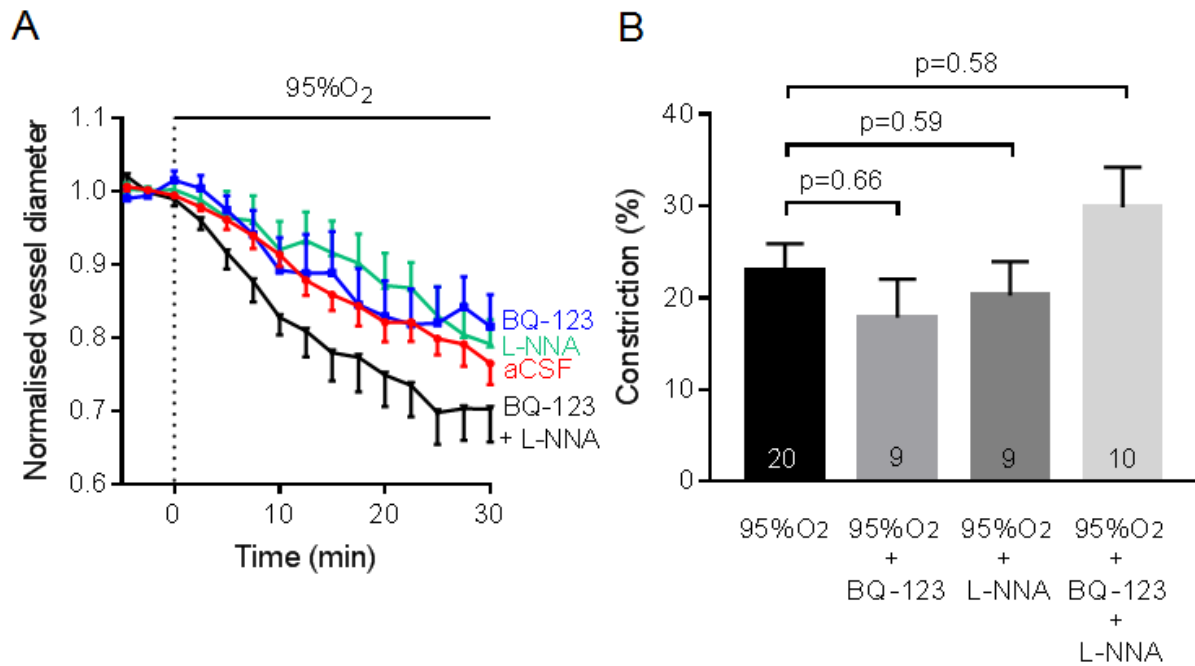 A
95%O2
Normalised vessel diameter
1.1
1.0
0.9
0.8
0.7
0.6
BQ-123
L-NNA
aCSF
BQ-123
+ L-NNA
0
10
20
30
Time (min)
B
p=0.58
p=0.59
p=0.66
Constriction (%)
40
30
20
10
0
20
9
9
10
95%O2
95%O2
+
BQ-123
95%O2
+
L-NNA
95%O2
+
BQ-123
+
L-NNA